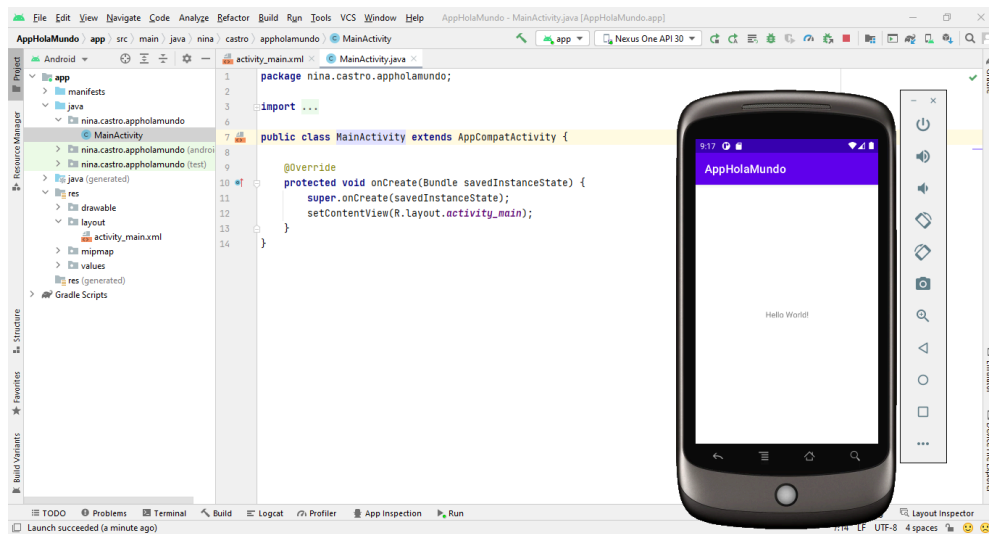 File Edit View Navigate Code Analyze Refactor Build Run Tools VCS Window Help AppHolaMundo - MainActivity.java [AppHolaMundo.app]
AppHolaMundo app src main java nina castro appholamundo MainActivity app Nexus One API 30
Project
Android
activity_main.xml MainActivity.java
app
manifests
java
nina.castro.appholamundo
MainActivity
nina.castro.appholamundo (androi
nina.castro.appholamundo (test)
java (generated)
res
drawable
layout
activity_main.xml
mipmap
values
res (generated)
Gradle Scripts
Resource Manager
Structure
Favorites
Build Variants
1 package nina.castro.appholamundo;
2
3 import ...
6
7 public class MainActivity extends AppCompatActivity {
8
9 @Override
10 protected void onCreate(Bundle savedInstanceState) {
11 super.onCreate(savedInstanceState);
12 setContentView(R.layout.activity_main);
13 }
14 }
9:17
AppHolaMundo
Hello World!
TODO Problems Terminal Build Logcat Profiler App Inspection Run Layout Inspector
Launch succeeded (a minute ago) 7:14 LF UTF-8 4 spaces